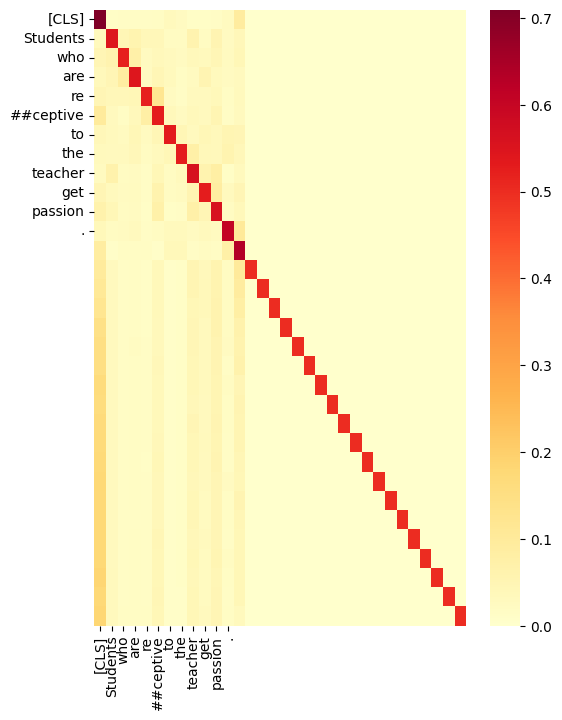 [CLS]
Students
who
are
re
##ceptive
to
the
teacher
get
passion
.
[CLS]
Students
who
are
re
##ceptive
to
the
teacher
get
passion
.
0.7
0.6
0.5
0.4
0.3
0.2
0.1
0.0